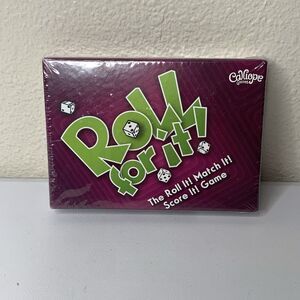 Calliope
Games
Roll
for it!
The Roll It! Match It!
Score It! Game